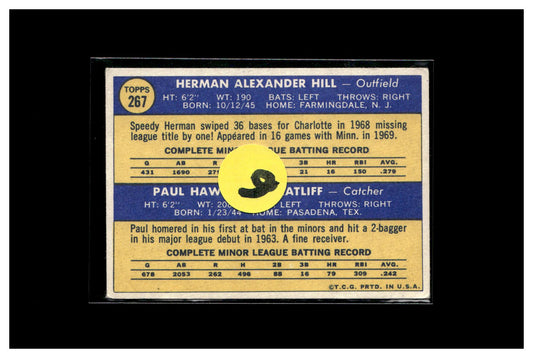 TOPPS
267
HERMAN ALEXANDER HILL — Outfield
HT: 6'2" WT: 190 BATS: LEFT THROWS: RIGHT
BORN: 10/12/45 HOME: FARMINGDALE, N. J.
Speedy Herman swiped 36 bases for Charlotte in 1968 missing
league title by one! Appeared in 16 games with Minn. in 1969.
COMPLETE MINO LEAGUE BATTING RECORD
G AB R 2B 3B HR RBI AVG.
431 1690 21 16 150 .279
9
PAUL HAW ATLIFF — Catcher
HT: 6'2" LEFT THROWS: RIGHT
BORN: 1/23/44 HOME: PASADENA, TEX.
Paul homered in his first at bat in the minors and hit a 2-bagger
in his major league debut in 1963. A fine receiver.
COMPLETE MINOR LEAGUE BATTING RECORD
G AB R H 2B 3B HR RBI AVG.
678 2053 262 496 88 16 79 309 .242
©T.C.G. PRTD. IN U.S.A.